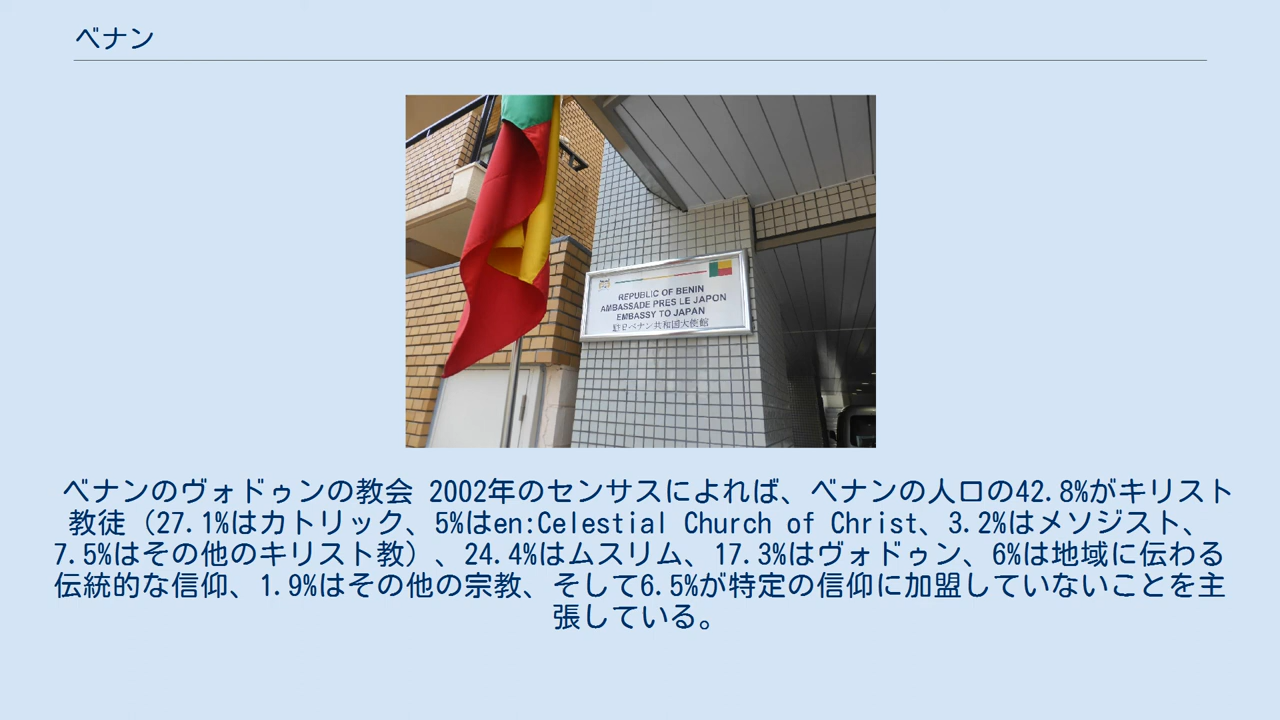 ベナン
REPUBLIC OF BENIN
AMBASSADE PRES LE JAPON
EMBASSY TO JAPAN
駐日ベナン共和国大使館
ベナンのヴォドゥンの教会 2002年のセンサスによれば、ベナンの人口の42.8%がキリスト
教徒（27.1%はカトリック、5%はen:Celestial Church of Christ、3.2%はメソジスト、
7.5%はその他のキリスト教）、24.4%はムスリム、17.3%はヴォドゥン、6%は地域に伝わる
伝統的な信仰、1.9%はその他の宗教、そして6.5%が特定の信仰に加盟していないことを主
張している。